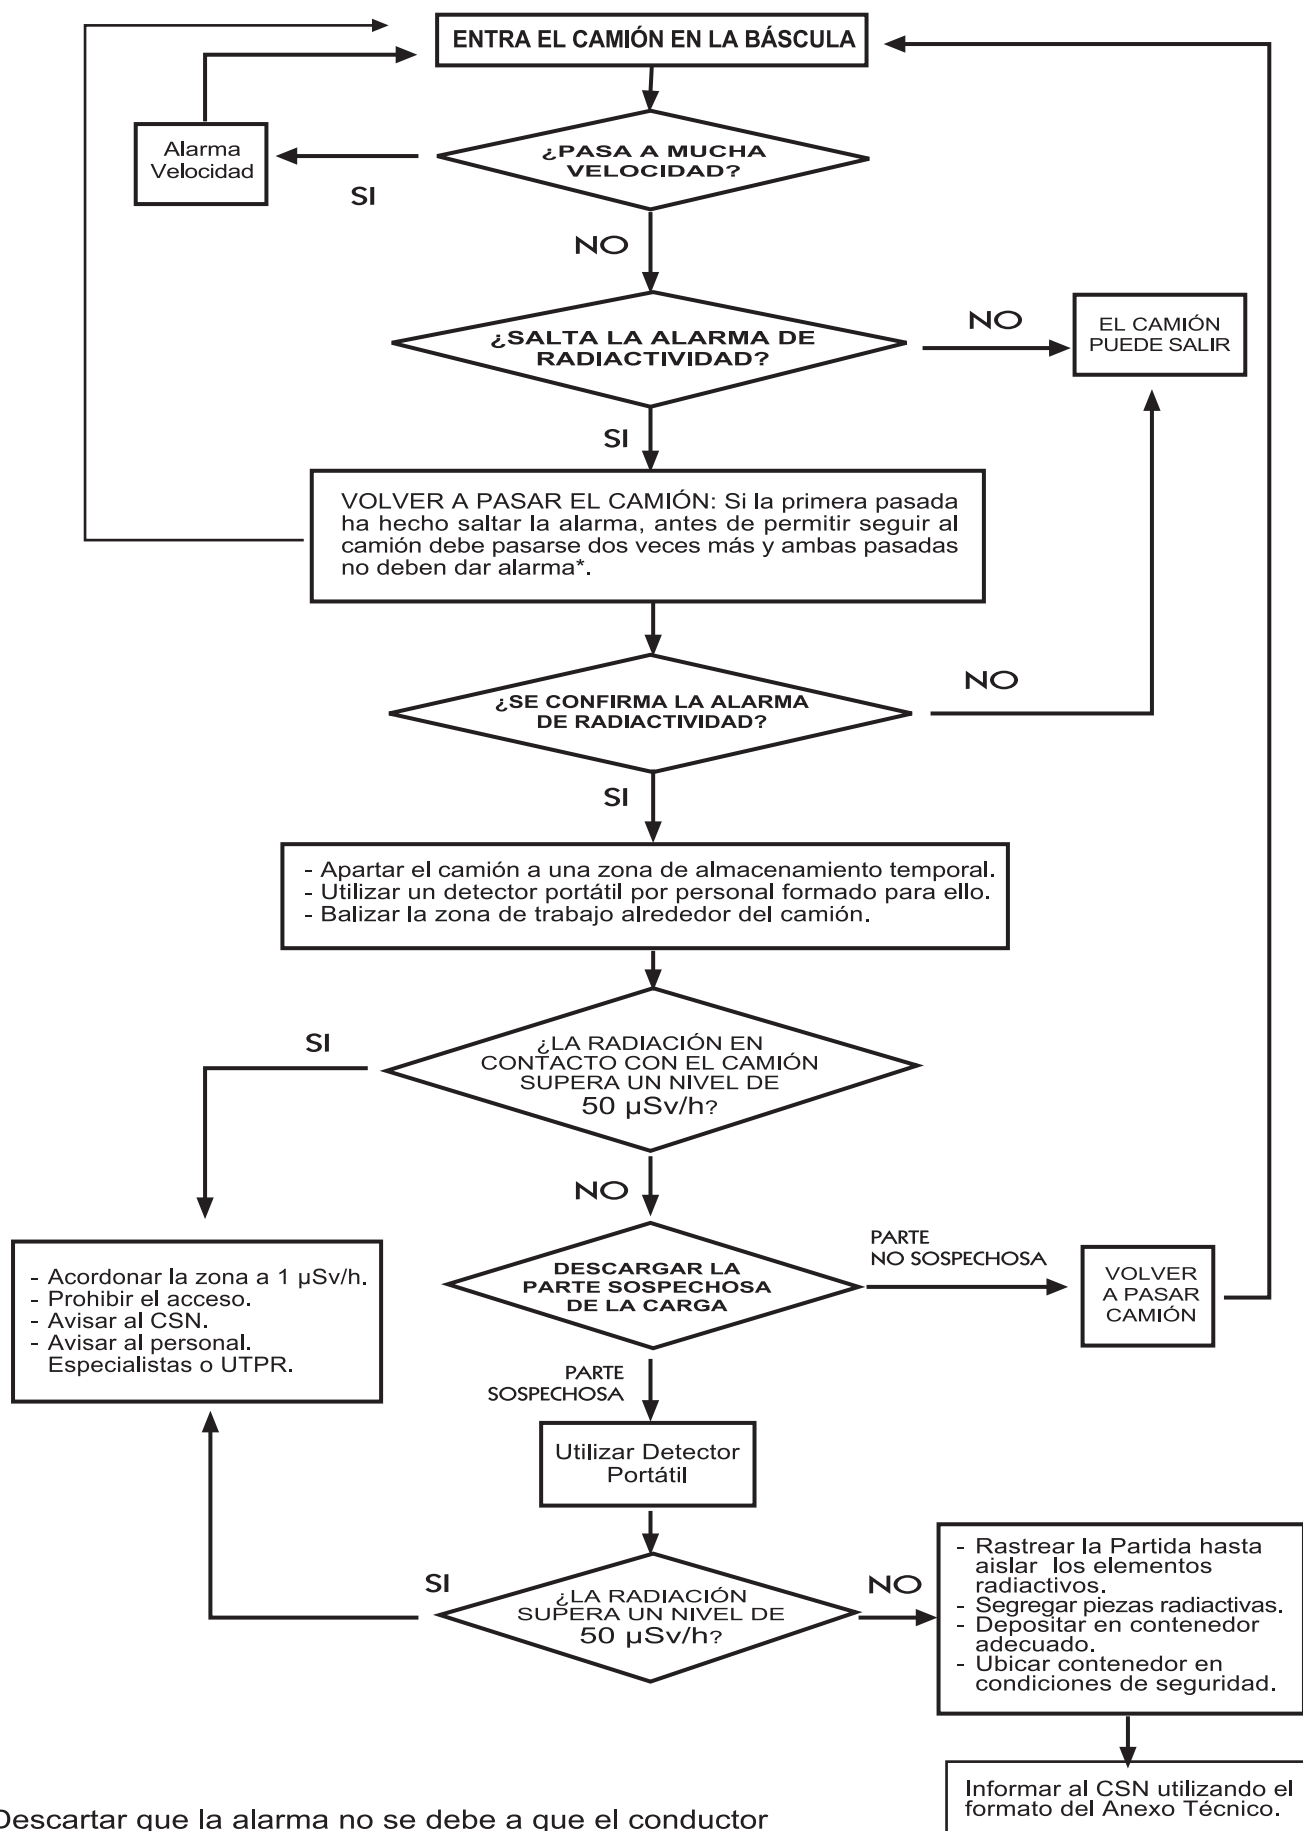 ENTRA EL CAMIÓN EN LA BÁSCULA
¿PASA A MUCHA
VELOCIDAD?
Alarma
Velocidad
SI
NO
¿SALTA LA ALARMA DE
RADIACTIVIDAD?
NO
EL CAMIÓN
PUEDE SALIR
SI
VOLVER A PASAR EL CAMIÓN: Si la primera pasada
ha hecho saltar la alarma, antes de permitir seguir al
camión debe pasarse dos veces más y ambas pasadas
no deben dar alarma*.
¿SE CONFIRMA LA ALARMA
DE RADIACTIVIDAD?
NO
SI
- Apartar el camión a una zona de almacenamiento temporal.
- Utilizar un detector portátil por personal formado para ello.
- Balizar la zona de trabajo alrededor del camión.
¿LA RADIACIÓN EN
CONTACTO CON EL CAMIÓN
SUPERA UN NIVEL DE
50 µSv/h?
SI
NO
- Acordonar la zona a 1 µSv/h.
- Prohibir el acceso.
- Avisar al CSN.
- Avisar al personal.
Especialistas o UTPR.
DESCARGAR LA
PARTE SOSPECHOSA
DE LA CARGA
PARTE
NO SOSPECHOSA
VOLVER
A PASAR
CAMIÓN
PARTE
SOSPECHOSA
Utilizar Detector
Portátil
¿LA RADIACIÓN
SUPERA UN NIVEL DE
50 µSv/h?
SI
NO
- Rastrear la Partida hasta
aislar los elementos
radiactivos.
- Segregar piezas radiactivas.
- Depositar en contenedor
adecuado.
- Ubicar contenedor en
condiciones de seguridad.
Informar al CSN utilizando el
formato del Anexo Técnico.
Descartar que la alarma no se debe a que el conductor